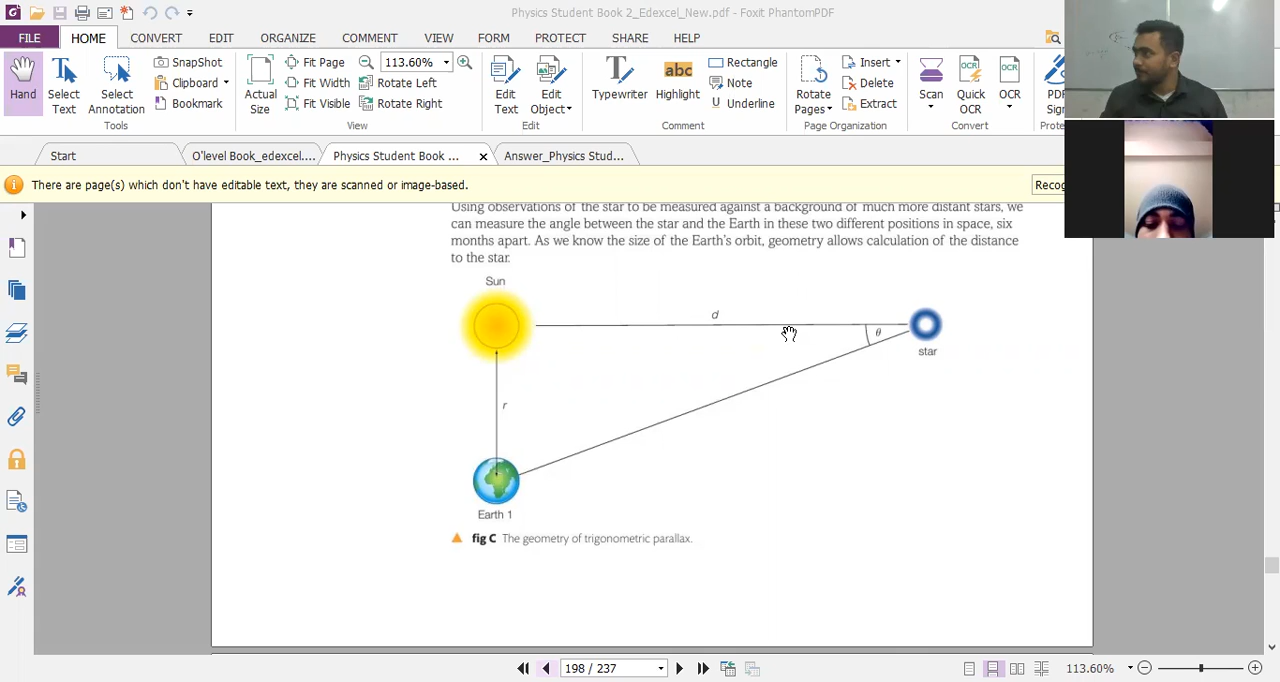 Physics Student Book 2_Edexcel_New.pdf - Foxit PhantomPDF
FILE HOME CONVERT EDIT ORGANIZE COMMENT VIEW FORM PROTECT SHARE HELP
Hand
Select Text
Select Annotation
SnapShot
Clipboard
Bookmark
Tools
Actual Size
Fit Page
Fit Width
Fit Visible
113.60%
Rotate Left
Rotate Right
View
Edit Text
Edit Object
Edit
Typewriter
abc
Highlight
Rectangle
Note
Underline
Comment
Rotate Pages
Insert
Delete
Extract
Page Organization
Scan
OCR
Quick OCR
OCR
Convert
PDF Sign
Prote
Start
O'level Book_edexcel....
Physics Student Book ...
Answer_Physics Stud...
There are page(s) which don't have editable text, they are scanned or image-based.
Recog
Using observations of the star to be measured against a background of much more distant stars, we
can measure the angle between the star and the Earth in these two different positions in space, six
months apart. As we know the size of the Earth's orbit, geometry allows calculation of the distance
to the star.
Sun
d
θ
star
r
Earth 1
fig C The geometry of trigonometric parallax.
198 / 237
113.60%